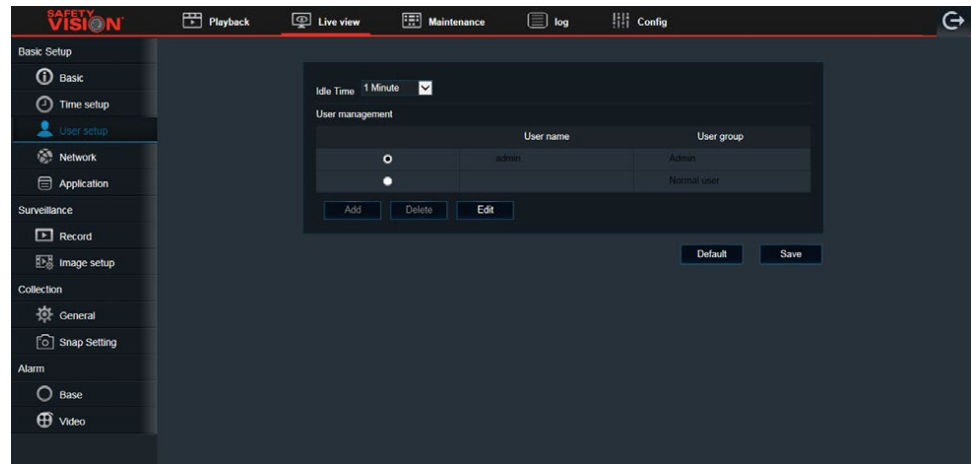 SAFETY
VISION
Playback
Live view
Maintenance
log
Config
Basic Setup
Basic
Time setup
User setup
Network
Application
Surveillance
Record
Image setup
Collection
General
Snap Setting
Alarm
Base
Video
Idle Time 1 Minute
User management
User name User group
admin Admin
Normal user
Add Delete Edit
Default Save